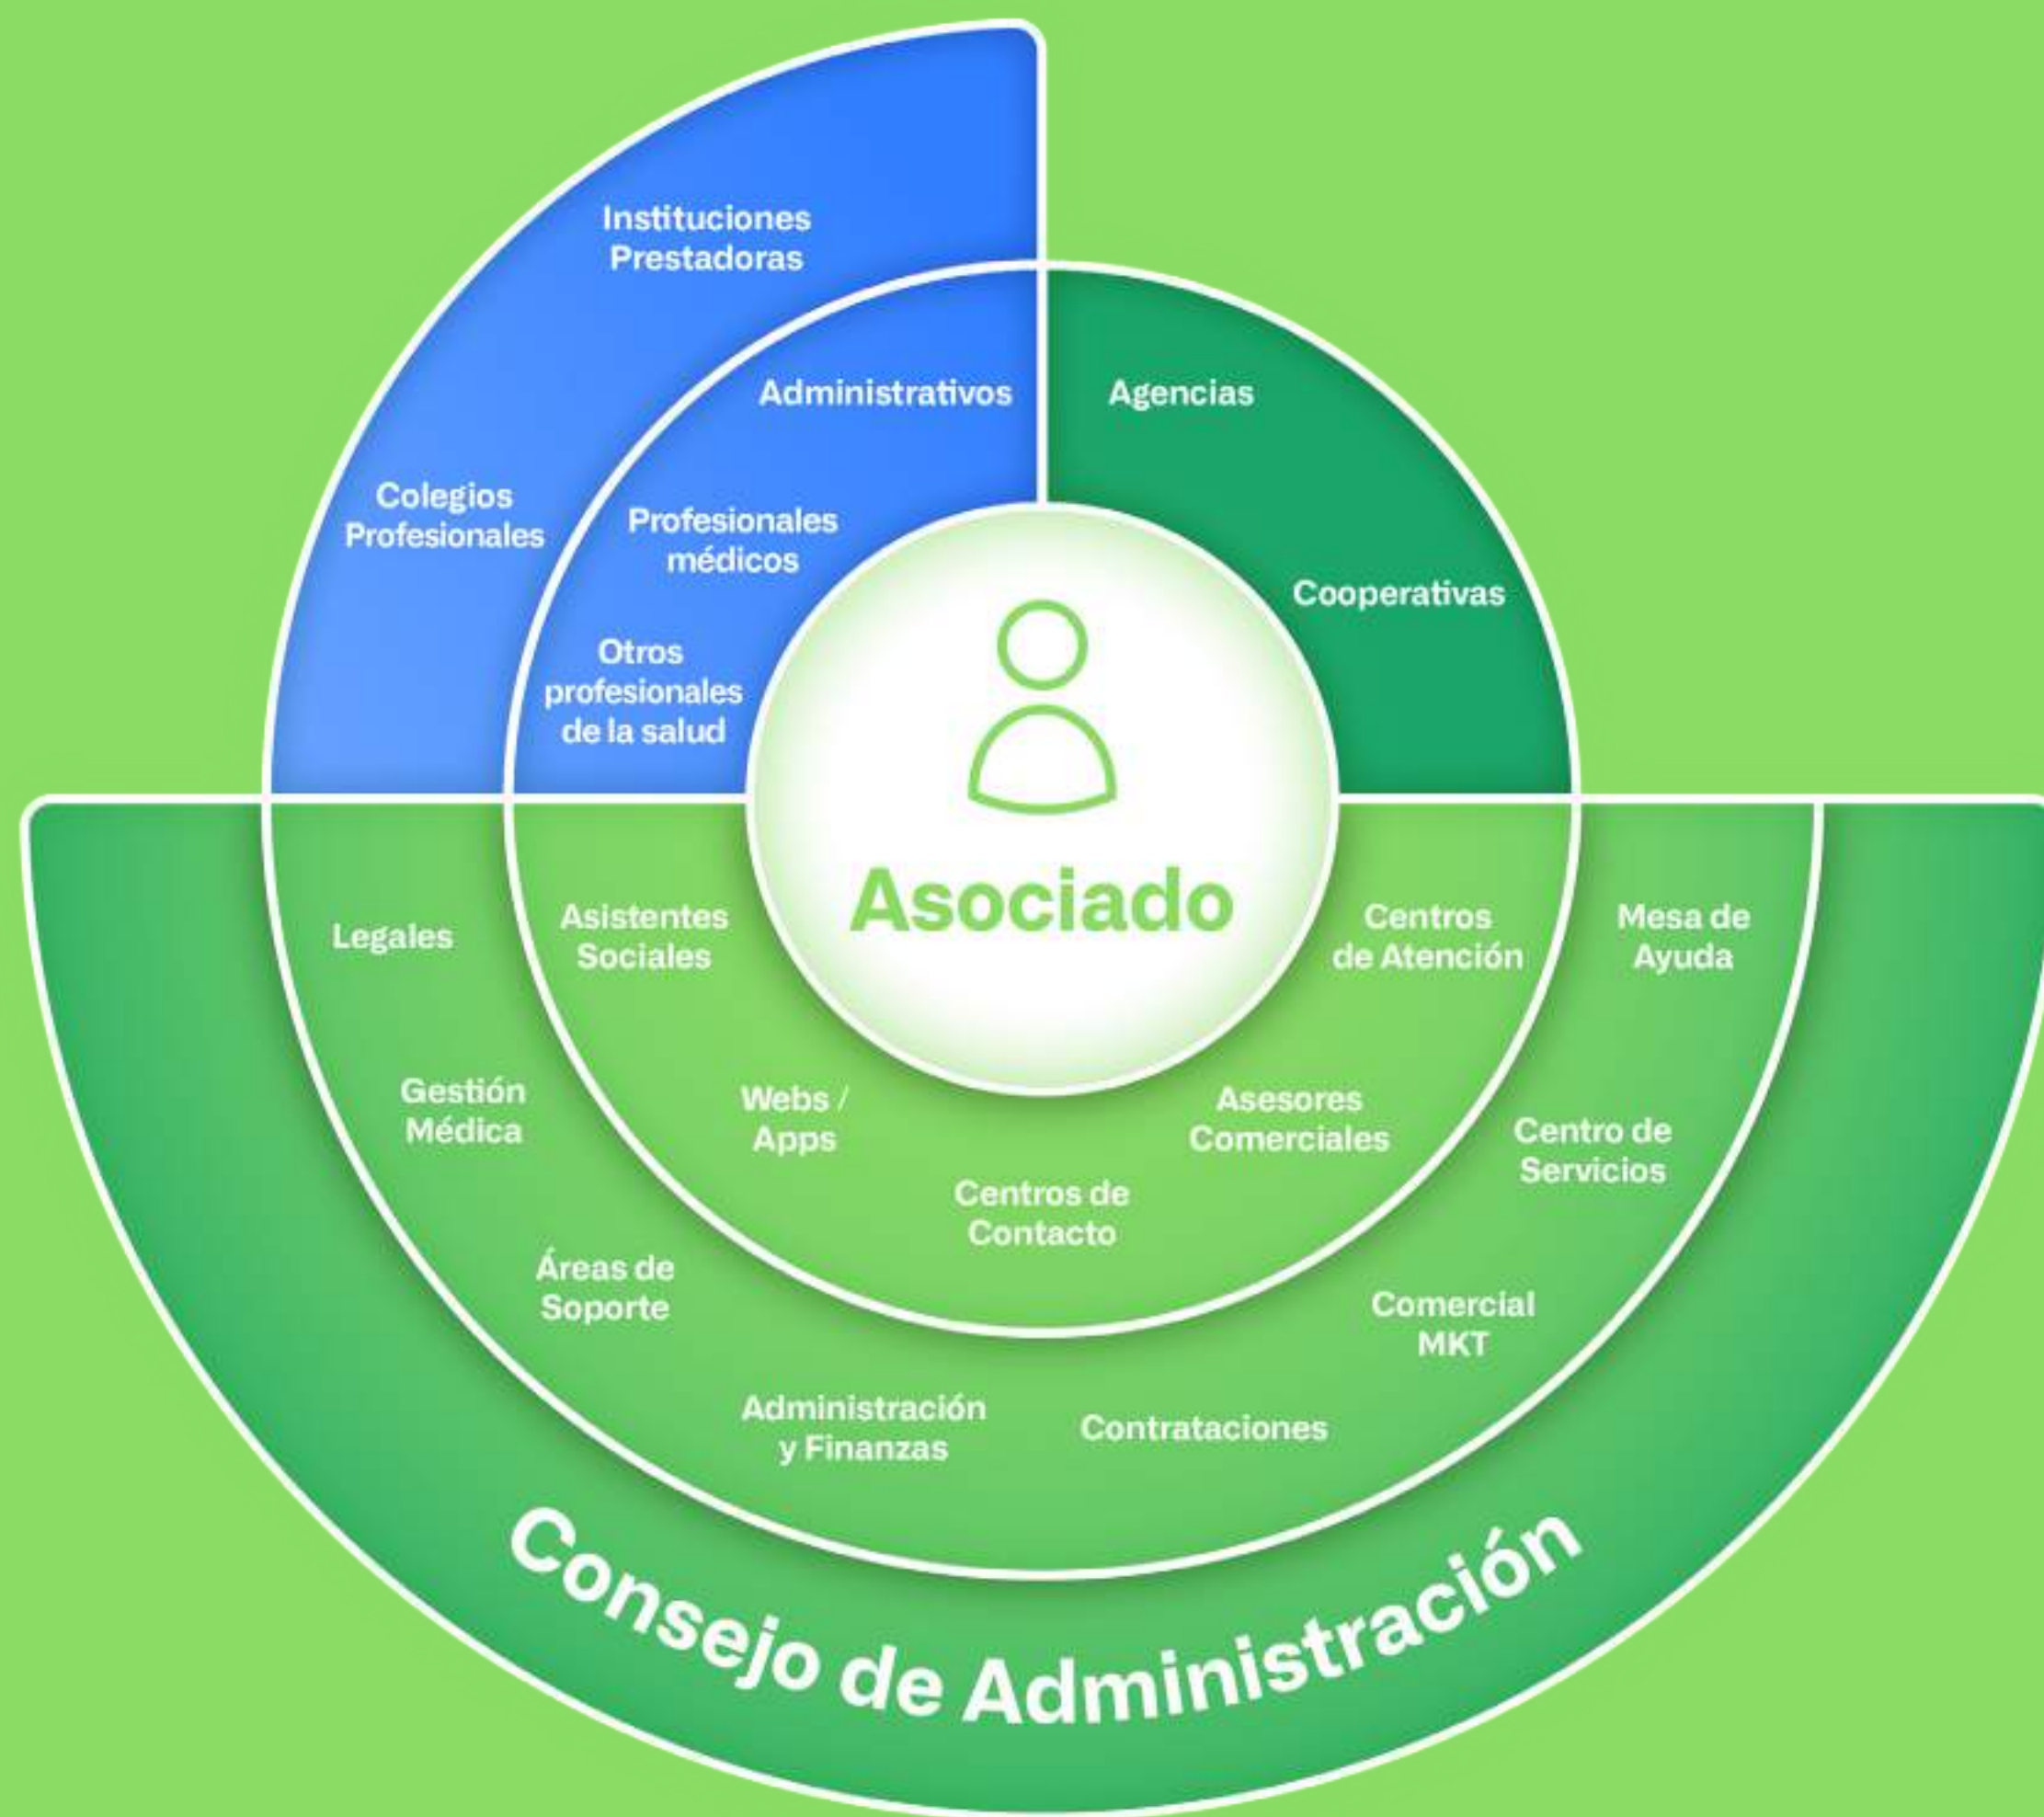 Instituciones
Prestadoras
Colegios
Profesionales
Administrativos
Profesionales
médicos
Otros
profesionales
de la salud
Agencias
Cooperativas
Asociado
Asistentes
Sociales
Webs /
Apps
Centros de
Contacto
Asesores
Comerciales
Centros
de Atención
Legales
Gestión
Médica
Áreas de
Soporte
Administración
y Finanzas
Contrataciones
Comercial
MKT
Centro de
Servicios
Mesa de
Ayuda
Consejo de Administración